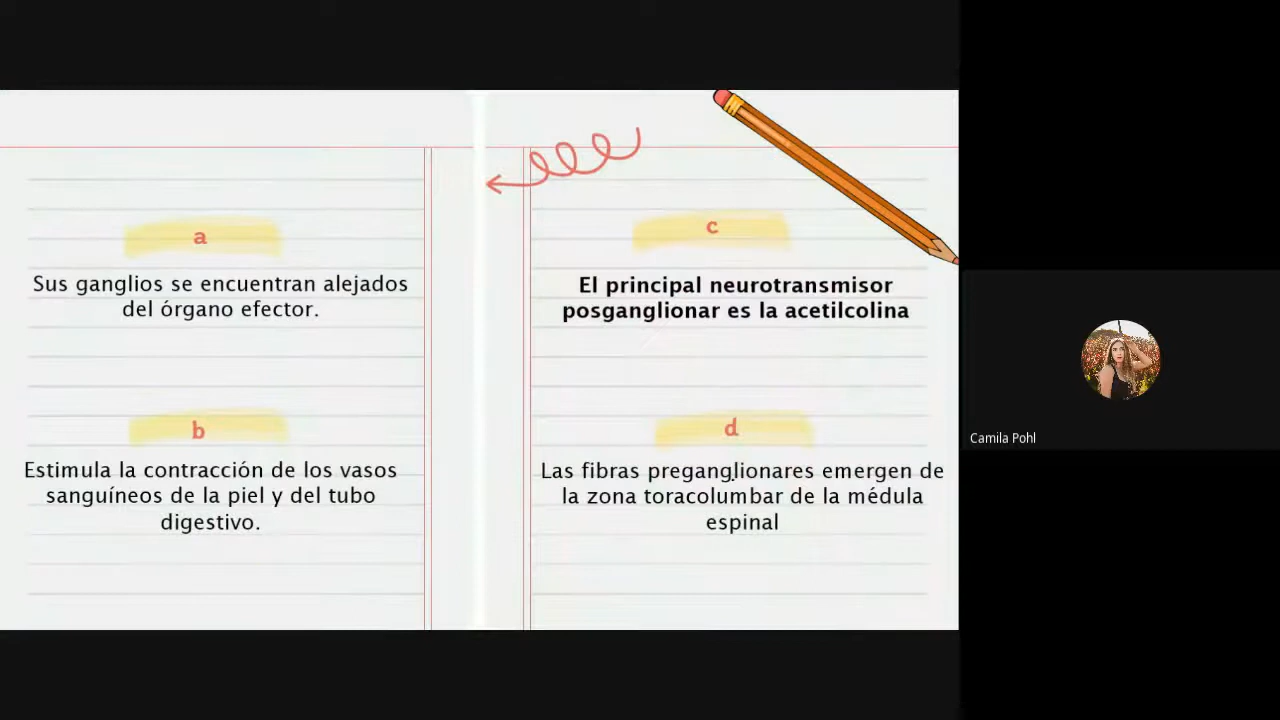 a
Sus ganglios se encuentran alejados
del órgano efector.
b
Estimula la contracción de los vasos
sanguíneos de la piel y del tubo
digestivo.
c
El principal neurotransmisor
posganglionar es la acetilcolina
d
Las fibras preganglionares emergen de
la zona toracolumbar de la médula
espinal
Camila Pohl